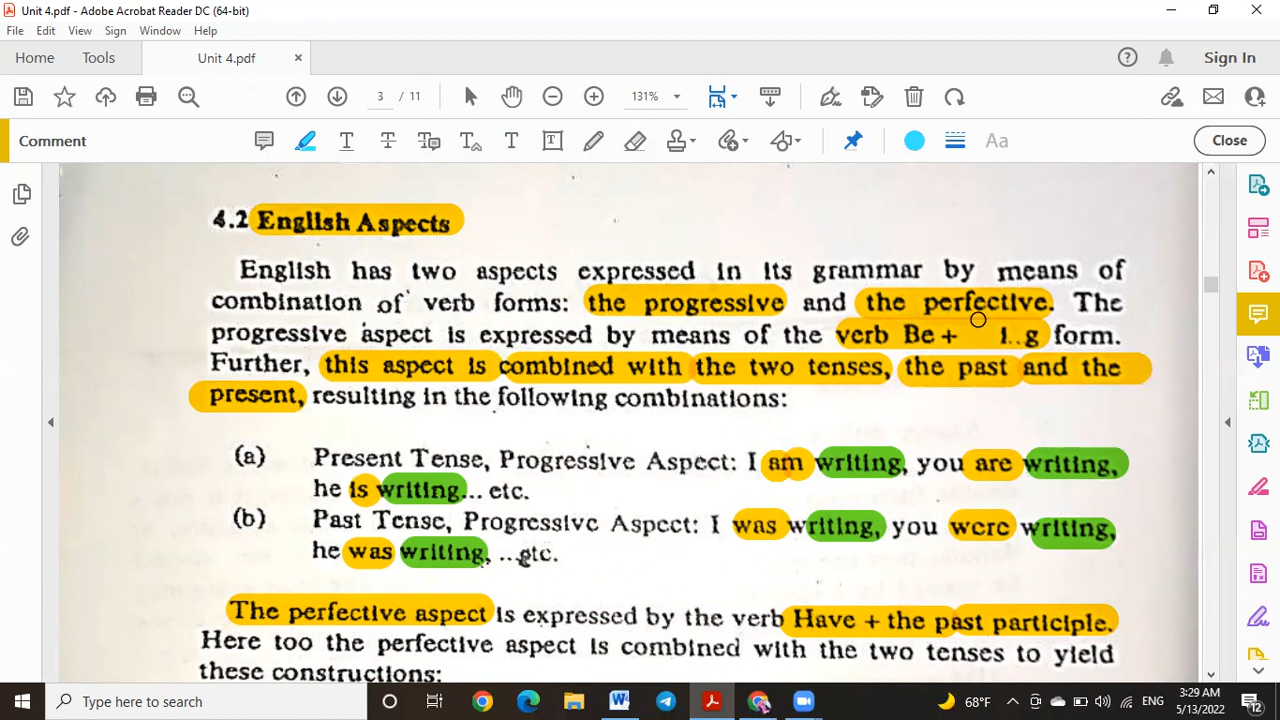 Unit 4.pdf - Adobe Acrobat Reader DC (64-bit)
File Edit View Sign Window Help
Home Tools Unit 4.pdf × Sign In
3 / 11 131%
Comment Aa Close
4.2 English Aspects
English has two aspects expressed in its grammar by means of
combination of verb forms: the progressive and the perfective. The
progressive aspect is expressed by means of the verb Be + i..g form.
Further, this aspect is combined with the two tenses, the past and the
present, resulting in the following combinations:
(a) Present Tense, Progressive Aspect: I am writing, you are writing,
he is writing... etc.
(b) Past Tense, Progressive Aspect: I was writing, you were writing,
he was writing, ...etc.
The perfective aspect is expressed by the verb Have + the past participle.
Here too the perfective aspect is combined with the two tenses to yield
these constructions:
Type here to search 68°F ENG 3:29 AM
5/13/2022 12